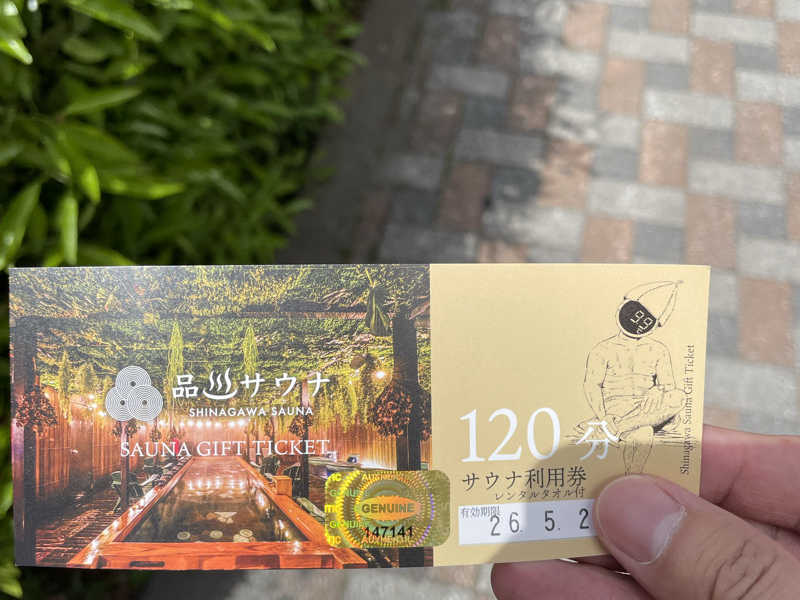 品川サウナ
SHINAGAWA SAUNA
SAUNA GIFT TICKET
GENUINE
147141
120分
サウナ利用券
レンタルタオル付
有効期限
26. 5. 2
Shinagawa Sauna Gift Ticket